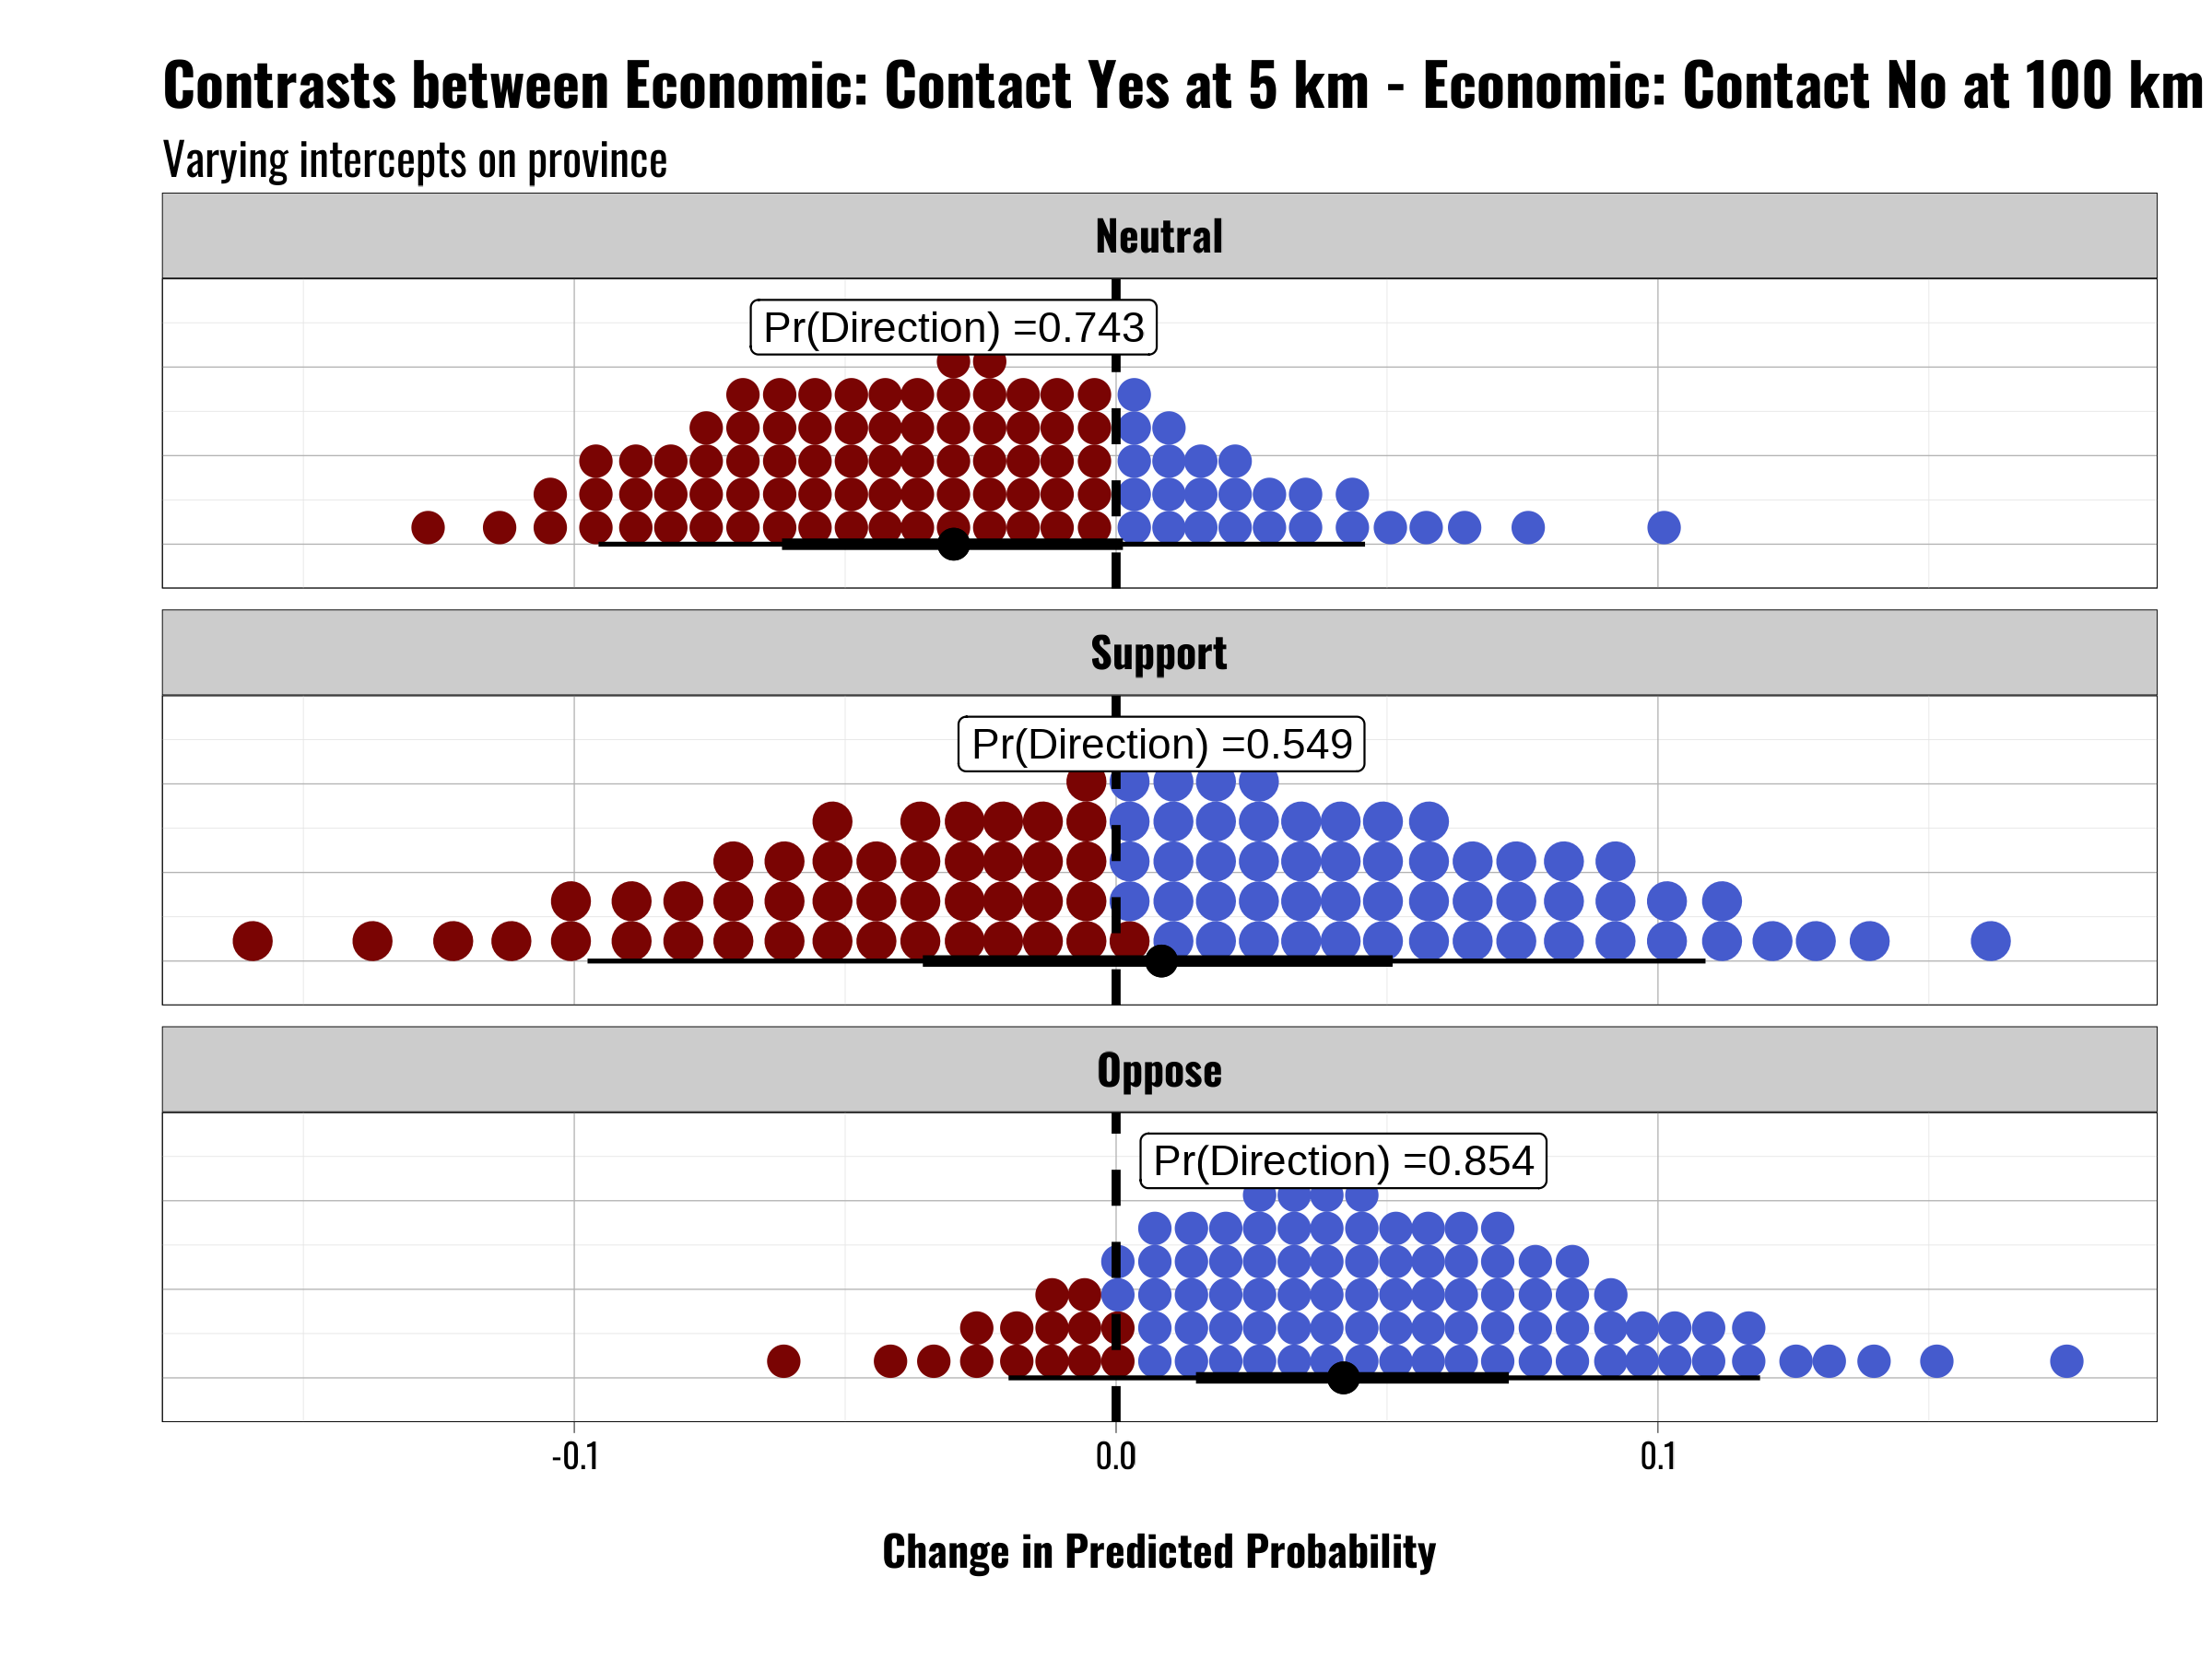 Contrasts between Economic: Contact Yes at 5 km - Economic: Contact No at 100 km
Varying intercepts on province
Neutral
Pr(Direction) =0.743
Support
Pr(Direction) =0.549
Oppose
Pr(Direction) =0.854
-0.1 0.0 0.1
Change in Predicted Probability